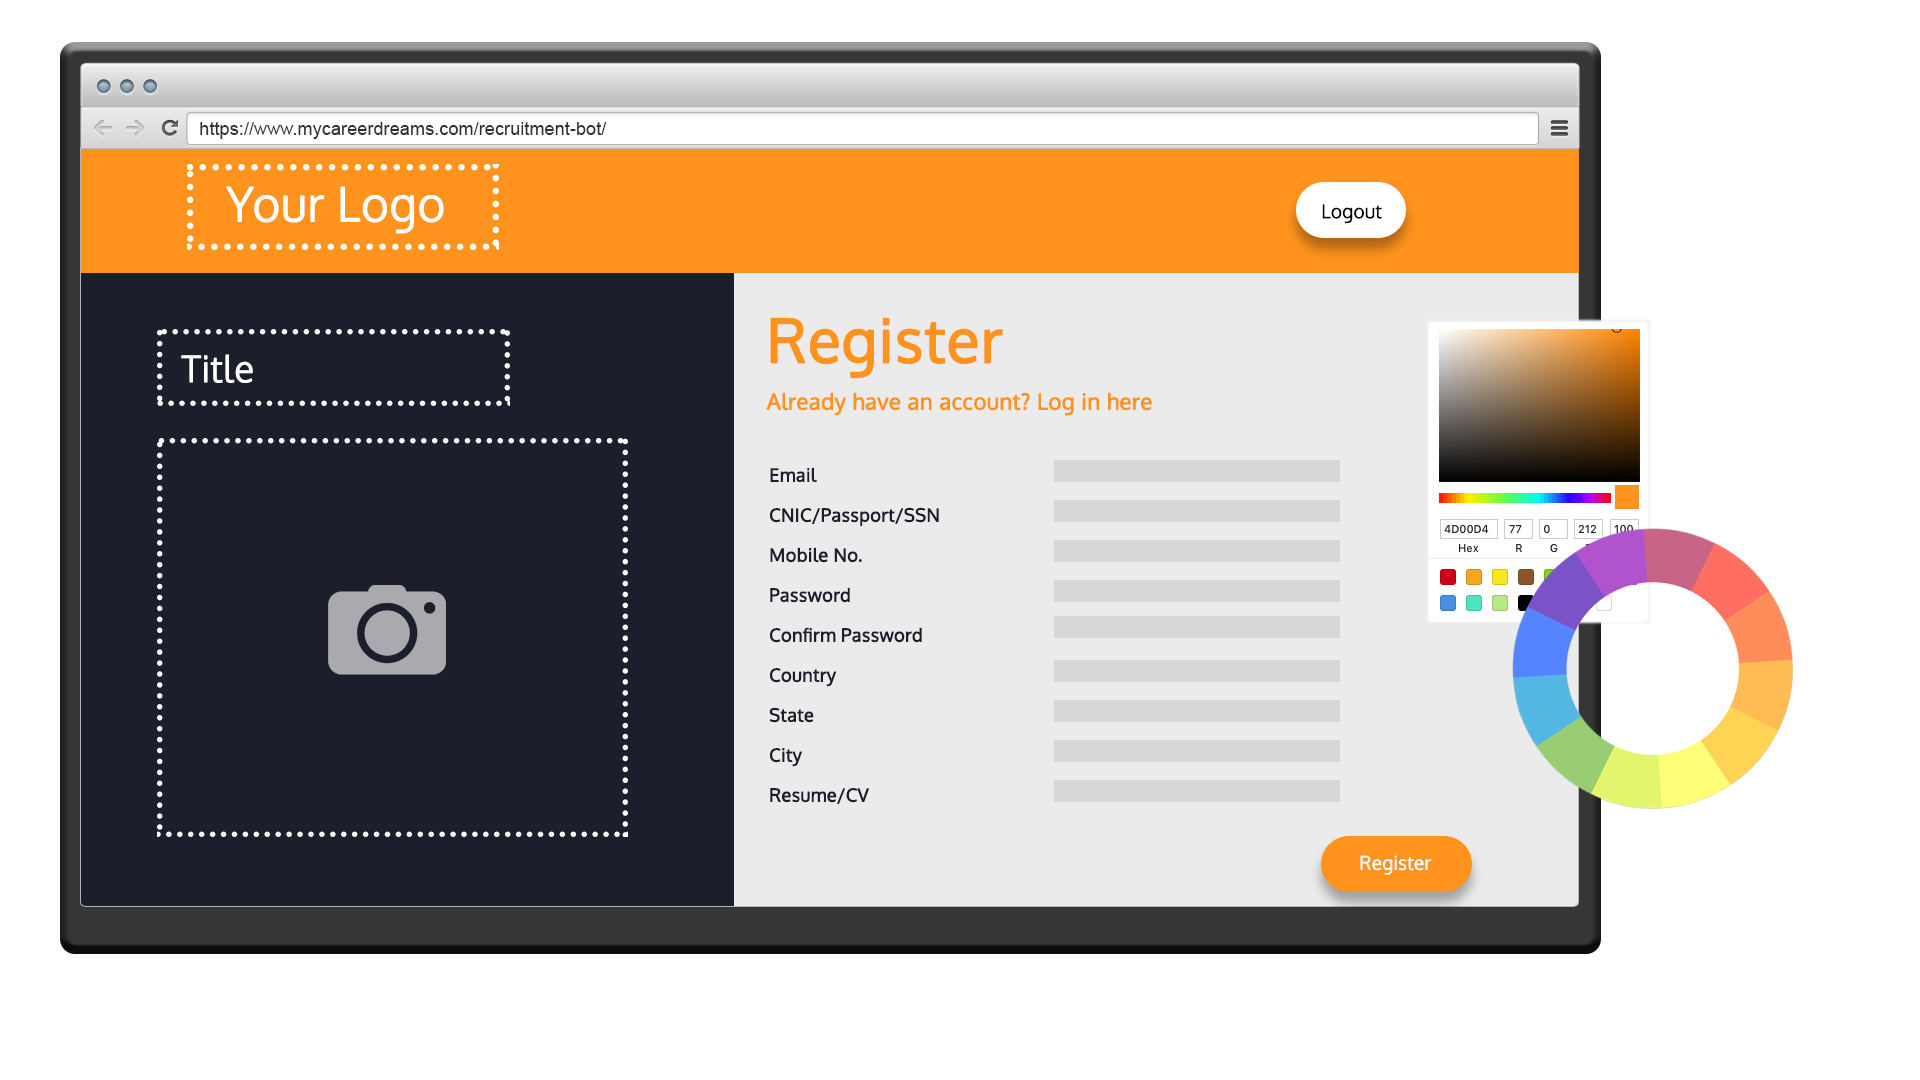 https://www.mycareerdreams.com/recruitment-bot/
Your Logo
Logout
Title
Register
Already have an account? Log in here
Email
CNIC/Passport/SSN
Mobile No.
Password
Confirm Password
Country
State
City
Resume/CV
Register
4D00D4 77 0 212 100
Hex R G